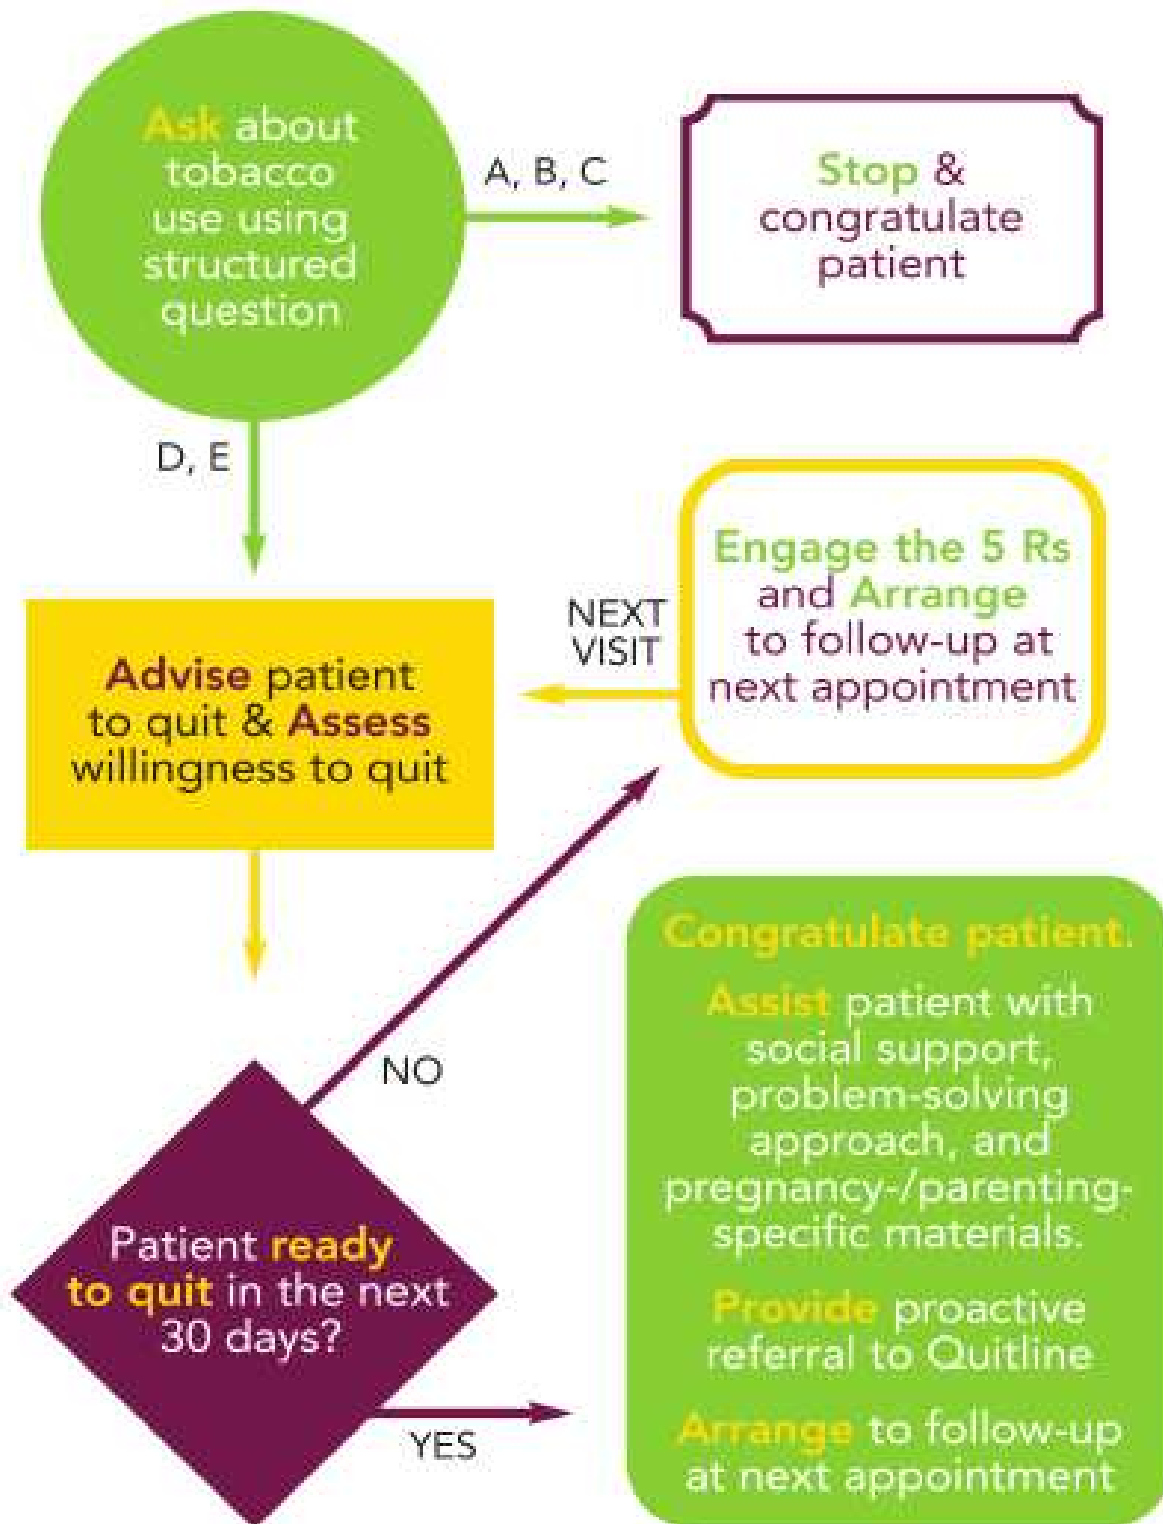 Ask about
tobacco
use using
structured
question
A, B, C
Stop &
congratulate
patient
D, E
Advise patient
to quit & Assess
willingness to quit
NEXT
VISIT
Engage the 5 Rs
and Arrange
to follow-up at
next appointment
NO
Patient ready
to quit in the next
30 days?
YES
Congratulate patient.
Assist patient with
social support,
problem-solving
approach, and
pregnancy-/parenting-
specific materials.
Provide proactive
referral to Quitline
Arrange to follow-up
at next appointment